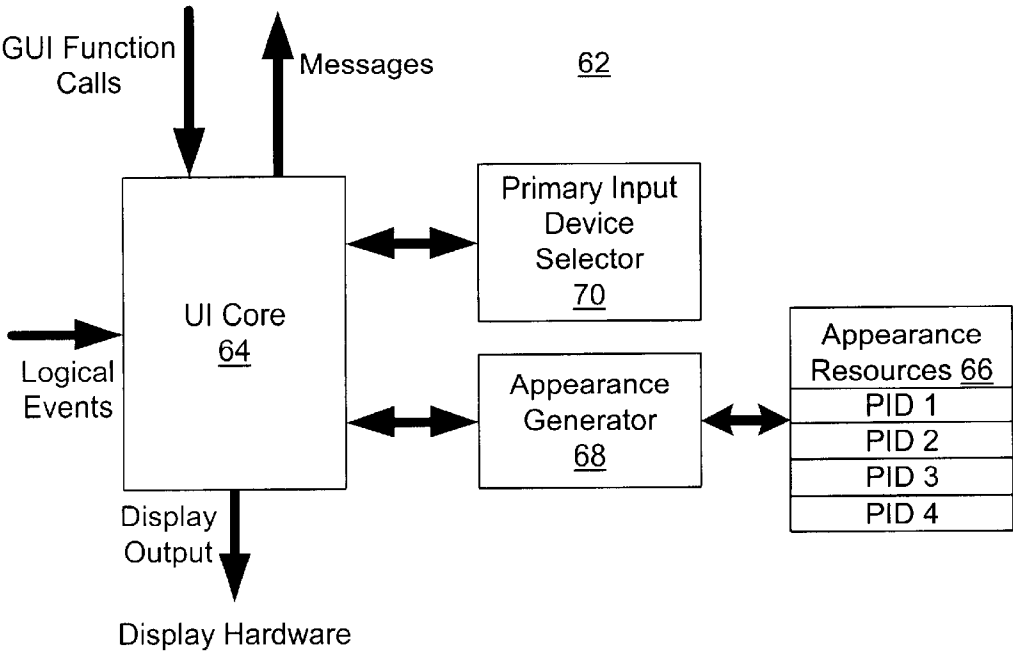 GUI Function
Calls
Messages
62
Primary Input
Device
Selector
70
UI Core
64
Logical
Events
Appearance
Generator
68
Appearance
Resources 66
PID 1
PID 2
PID 3
PID 4
Display
Output
Display Hardware